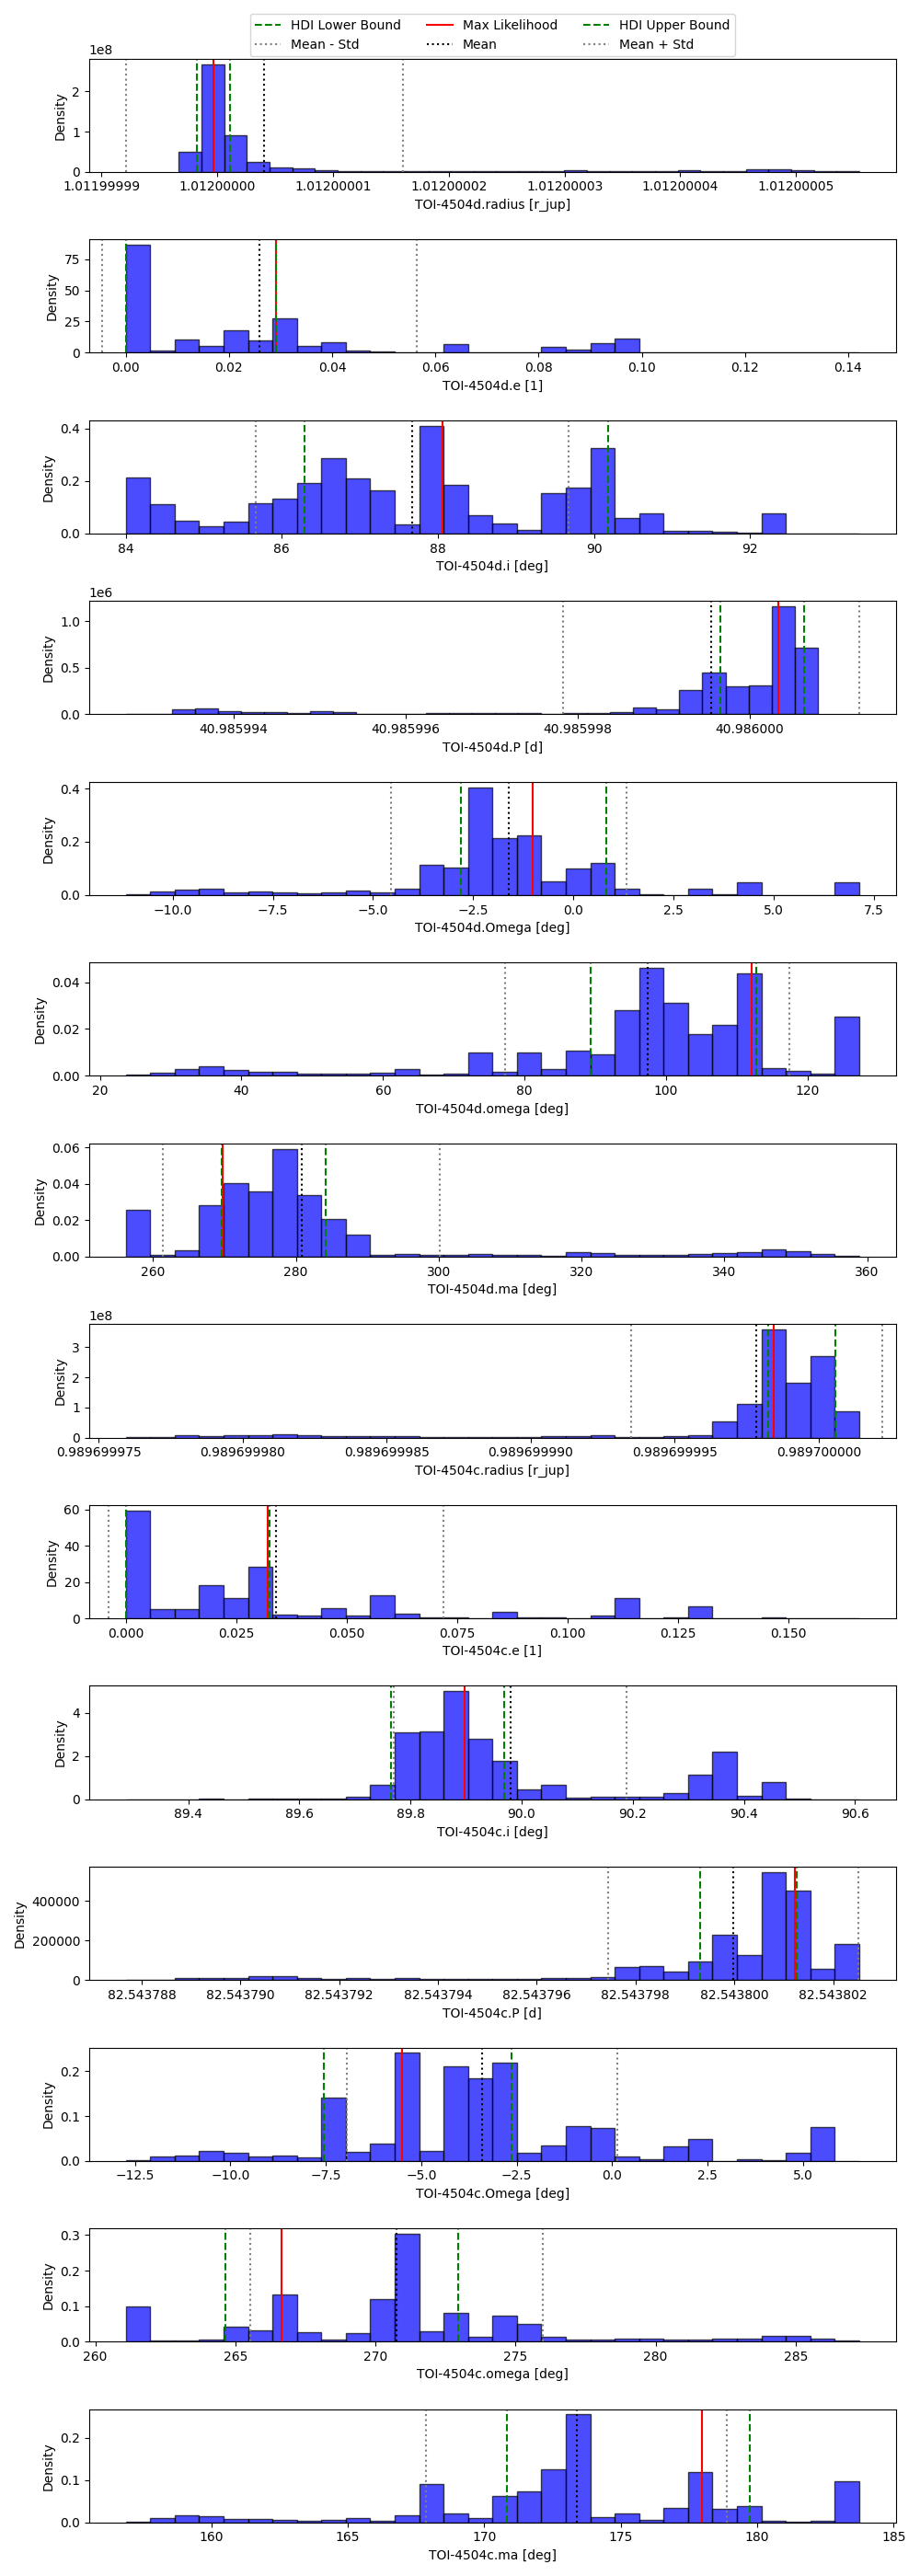 HDI Lower Bound Max Likelihood HDI Upper Bound
Mean - Std Mean Mean + Std
1e8
Density
2
1
0
1.01199999 1.01200000 1.01200001 1.01200002 1.01200003 1.01200004 1.01200005
TOI-4504d.radius [r_jup]
Density
75
50
25
0
0.00 0.02 0.04 0.06 0.08 0.10 0.12 0.14
TOI-4504d.e [1]
Density
0.4
0.2
0.0
84 86 88 90 92
TOI-4504d.i [deg]
1e6
Density
1.0
0.5
0.0
40.985994 40.985996 40.985998 40.986000
TOI-4504d.P [d]
Density
0.4
0.2
0.0
−10.0 −7.5 −5.0 −2.5 0.0 2.5 5.0 7.5
TOI-4504d.Omega [deg]
Density
0.04
0.02
0.00
20 40 60 80 100 120
TOI-4504d.omega [deg]
Density
0.06
0.04
0.02
0.00
260 280 300 320 340 360
TOI-4504d.ma [deg]
1e8
Density
3
2
1
0
0.989699975 0.989699980 0.989699985 0.989699990 0.989699995 0.989700000
TOI-4504c.radius [r_jup]
Density
60
40
20
0
0.000 0.025 0.050 0.075 0.100 0.125 0.150
TOI-4504c.e [1]
Density
4
2
0
89.4 89.6 89.8 90.0 90.2 90.4 90.6
TOI-4504c.i [deg]
Density
400000
200000
0
82.543788 82.543790 82.543792 82.543794 82.543796 82.543798 82.543800 82.543802
TOI-4504c.P [d]
Density
0.2
0.1
0.0
−12.5 −10.0 −7.5 −5.0 −2.5 0.0 2.5 5.0
TOI-4504c.Omega [deg]
Density
0.3
0.2
0.1
0.0
260 265 270 275 280 285
TOI-4504c.omega [deg]
Density
0.2
0.1
0.0
160 165 170 175 180 185
TOI-4504c.ma [deg]